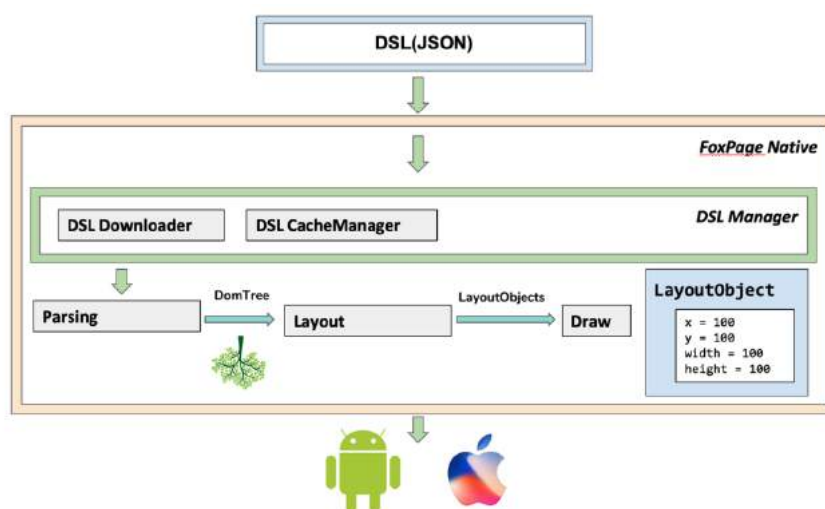 DSL(JSON)
FoxPage Native
DSL Downloader
DSL CacheManager
DSL Manager
Parsing
DomTree
Layout
LayoutObjects
Draw
LayoutObject
x = 100
y = 100
width = 100
height = 100